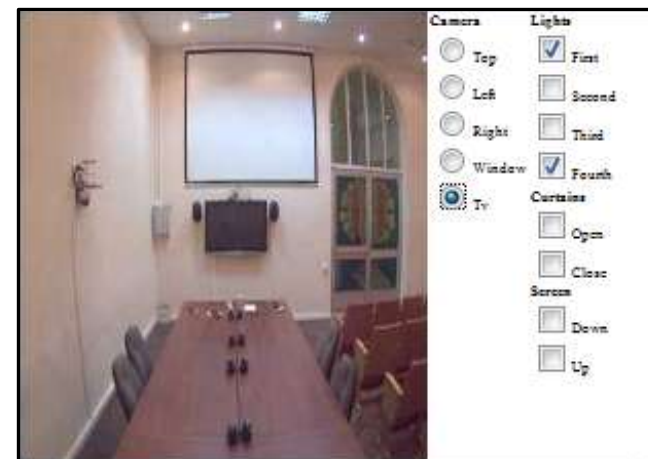 Camera
Top
Left
Right
Window
Tv
Lights
First
Second
Third
Fourth
Curtains
Open
Close
Screen
Down
Up